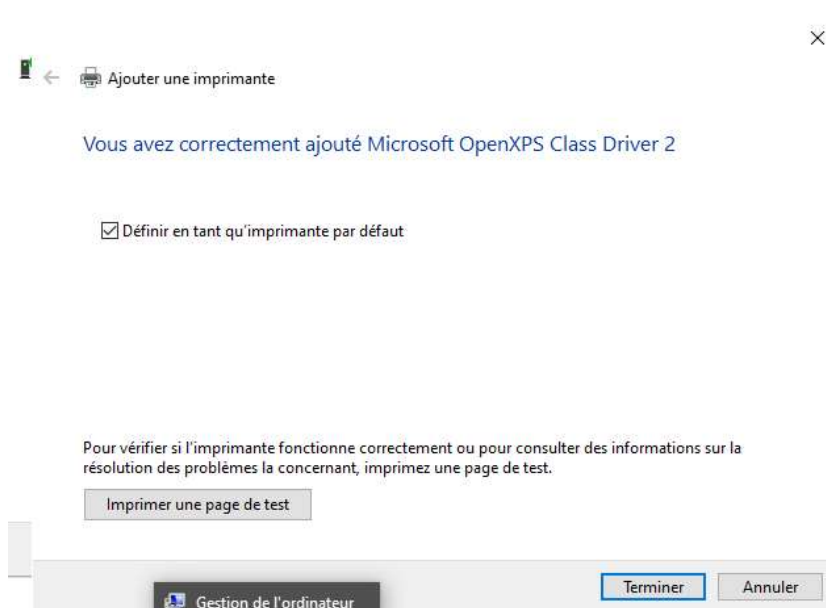 Ajouter une imprimante
Vous avez correctement ajouté Microsoft OpenXPS Class Driver 2
Définir en tant qu'imprimante par défaut
Pour vérifier si l'imprimante fonctionne correctement ou pour consulter des informations sur la
résolution des problèmes la concernant, imprimez une page de test.
Imprimer une page de test
Terminer Annuler
Gestion de l'ordinateur